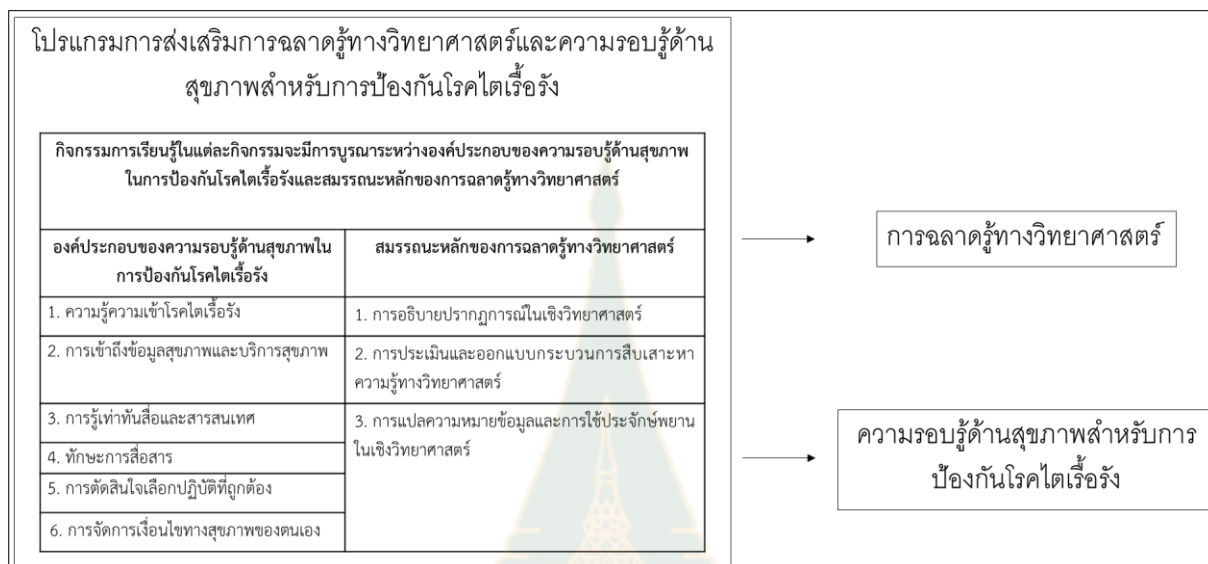 โปรแกรมการส่งเสริมการฉลาดรู้ทางวิทยาศาสตร์และความรอบรู้ด้าน
สุขภาพสำหรับการป้องกันโรคไตเรื้อรัง
กิจกรรมการเรียนรู้ในแต่ละกิจกรรมจะมีการบูรณาระหว่างองค์ประกอบของความรอบรู้ด้านสุขภาพ
ในการป้องกันโรคไตเรื้อรังและสมรรถนะหลักของการฉลาดรู้ทางวิทยาศาสตร์
องค์ประกอบของความรอบรู้ด้านสุขภาพใน
การป้องกันโรคไตเรื้อรัง
สมรรถนะหลักของการฉลาดรู้ทางวิทยาศาสตร์
1. ความรู้ความเข้าโรคไตเรื้อรัง
1. การอธิบายปรากฏการณ์ในเชิงวิทยาศาสตร์
2. การเข้าถึงข้อมูลสุขภาพและบริการสุขภาพ
2. การประเมินและออกแบบกระบวนการสืบเสาะหา
ความรู้ทางวิทยาศาสตร์
3. การรู้เท่าทันสื่อและสารสนเทศ
4. ทักษะการสื่อสาร
5. การตัดสินใจเลือกปฏิบัติที่ถูกต้อง
6. การจัดการเงื่อนไขทางสุขภาพของตนเอง
3. การแปลความหมายข้อมูลและการใช้ประจักษ์พยาน
ในเชิงวิทยาศาสตร์
การฉลาดรู้ทางวิทยาศาสตร์
ความรอบรู้ด้านสุขภาพสำหรับการ
ป้องกันโรคไตเรื้อรัง